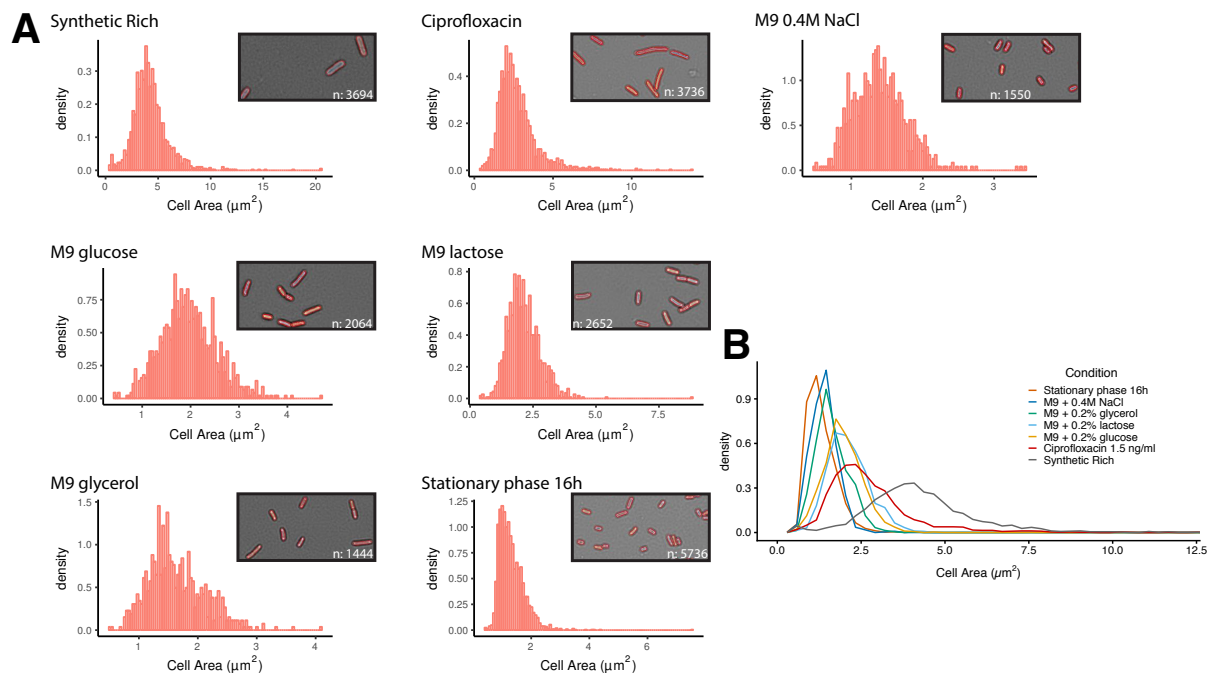 A
Synthetic Rich
density
0.3
0.2
0.1
0.0
0
5
10
15
20
Cell Area (μm²)
n: 3694
Ciprofloxacin
density
0.4
0.2
0.0
0
5
10
Cell Area (μm²)
n: 3736
M9 0.4M NaCl
density
1.0
0.5
0.0
1
2
3
Cell Area (μm²)
n: 1550
M9 glucose
density
0.75
0.50
0.25
0.00
1
2
3
4
Cell Area (μm²)
n: 2064
M9 lactose
density
0.8
0.6
0.4
0.2
0.0
0.0
2.5
5.0
7.5
Cell Area (μm²)
n: 2652
M9 glycerol
density
1.5
1.0
0.5
0.0
1
2
3
4
Cell Area (μm²)
n: 1444
Stationary phase 16h
density
1.25
1.00
0.75
0.50
0.25
0.00
2
4
6
Cell Area (μm²)
n: 5736
B
density
0.9
0.6
0.3
0.0
0.0
2.5
5.0
7.5
10.0
12.5
Cell Area (μm²)
Condition
Stationary phase 16h
M9 + 0.4M NaCl
M9 + 0.2% glycerol
M9 + 0.2% lactose
M9 + 0.2% glucose
Ciprofloxacin 1.5 ng/ml
Synthetic Rich